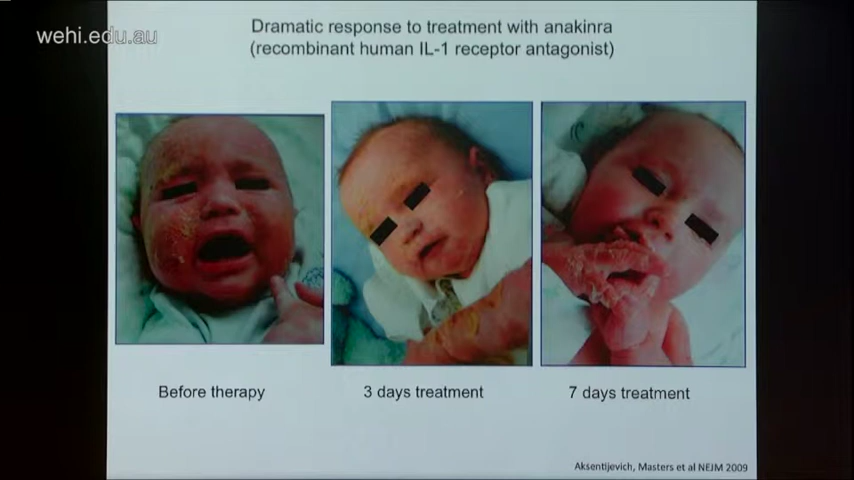 wehi.edu.au
Dramatic response to treatment with anakinra
(recombinant human IL-1 receptor antagonist)
Before therapy
3 days treatment
7 days treatment
Aksentijevich, Masters et al NEJM 2009